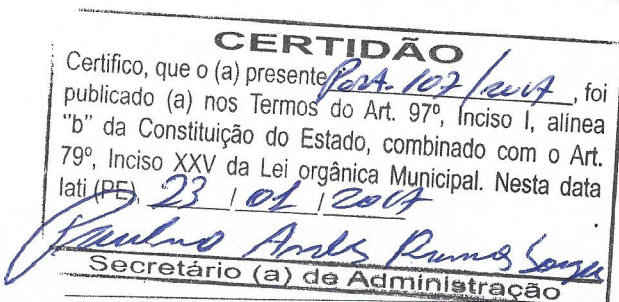 CERTIDÃO
Certifico, que o (a) presente Port. 107/2017, foi
publicado (a) nos Termos do Art. 97º, Inciso I, alínea
"b" da Constituição do Estado, combinado com o Art.
79º, Inciso XXV da Lei orgânica Municipal. Nesta data
Iati (PE), 23 / 01 / 2017
Secretário (a) de Administração